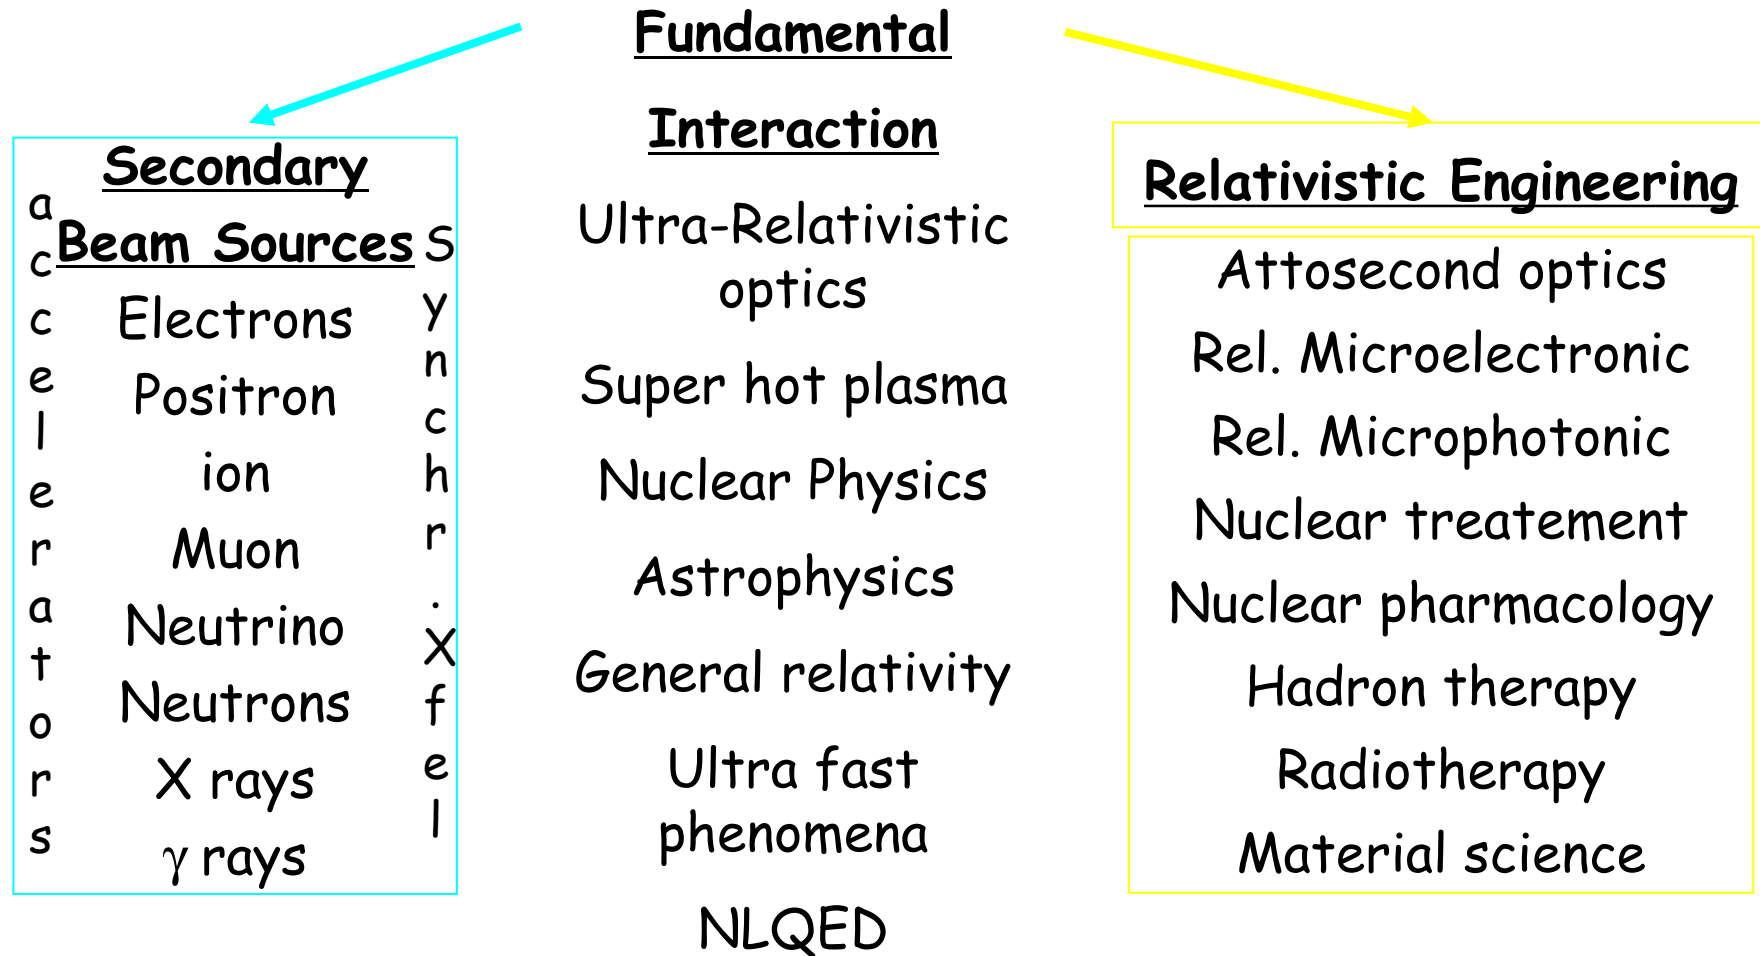 Fundamental
Interaction
Ultra-Relativistic
optics
Super hot plasma
Nuclear Physics
Astrophysics
General relativity
Ultra fast
phenomena
NLQED
accelerators
Secondary
Beam Sources
Electrons
Positron
ion
Muon
Neutrino
Neutrons
X rays
γ rays
Synchr.Xfel
Relativistic Engineering
Attosecond optics
Rel. Microelectronic
Rel. Microphotonic
Nuclear treatement
Nuclear pharmacology
Hadron therapy
Radiotherapy
Material science